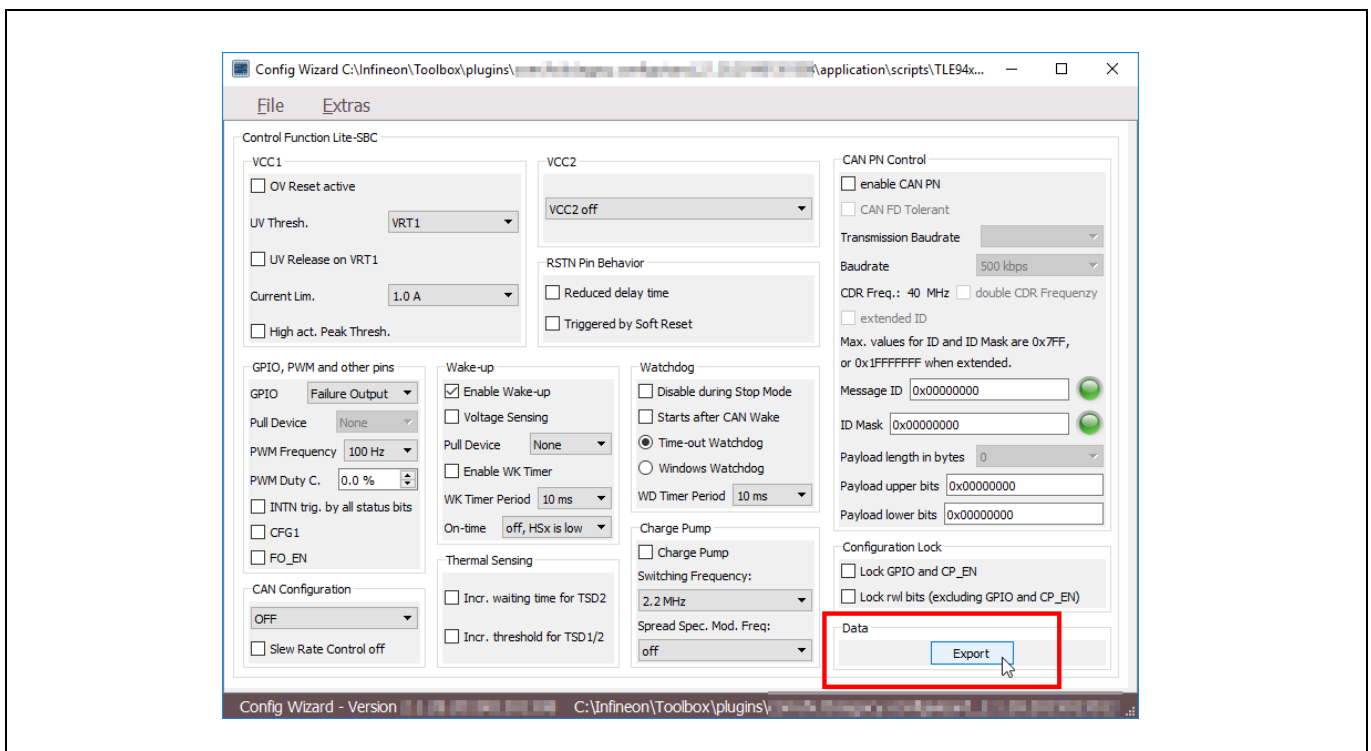 Config Wizard C:\Infineon\Toolbox\plugins\ \application\scripts\TLE94x...
File Extras
Control Function Lite-SBC
VCC1
OV Reset active
UV Thresh. VRT1
UV Release on VRT1
Current Lim. 1.0 A
High act. Peak Thresh.
VCC2
VCC2 off
RSTN Pin Behavior
Reduced delay time
Triggered by Soft Reset
GPIO, PWM and other pins
GPIO Failure Output
Pull Device None
PWM Frequency 100 Hz
PWM Duty C. 0.0 %
INTN trig. by all status bits
CFG1
FO_EN
CAN Configuration
OFF
Slew Rate Control off
Wake-up
Enable Wake-up
Voltage Sensing
Pull Device None
Enable WK Timer
WK Timer Period 10 ms
On-time off, HSx is low
Thermal Sensing
Incr. waiting time for TSD2
Incr. threshold for TSD1/2
Watchdog
Disable during Stop Mode
Starts after CAN Wake
Time-out Watchdog
Windows Watchdog
WD Timer Period 10 ms
Charge Pump
Charge Pump
Switching Frequency:
2.2 MHz
Spread Spec. Mod. Freq:
off
CAN PN Control
enable CAN PN
CAN FD Tolerant
Transmission Baudrate
Baudrate 500 kbps
CDR Freq.: 40 MHz double CDR Frequenzy
extended ID
Max. values for ID and ID Mask are 0x7FF,
or 0x1FFFFFFF when extended.
Message ID 0x00000000
ID Mask 0x00000000
Payload length in bytes 0
Payload upper bits 0x00000000
Payload lower bits 0x00000000
Configuration Lock
Lock GPIO and CP_EN
Lock rwl bits (excluding GPIO and CP_EN)
Data
Export
Config Wizard - Version C:\Infineon\Toolbox\plugins\